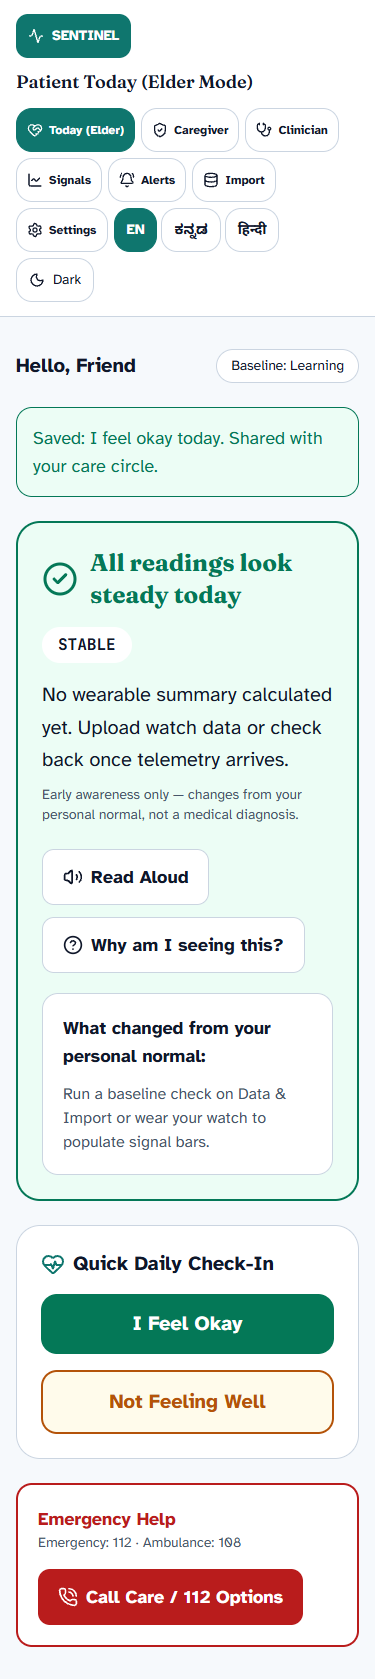 SENTINEL
Patient Today (Elder Mode)
Today (Elder)
Caregiver
Clinician
Signals
Alerts
Import
Settings
EN
ಕನ್ನಡ
हिन्दी
Dark
Hello, Friend
Baseline: Learning
Saved: I feel okay today. Shared with
your care circle.
All readings look
steady today
STABLE
No wearable summary calculated
yet. Upload watch data or check
back once telemetry arrives.
Early awareness only — changes from your
personal normal, not a medical diagnosis.
Read Aloud
Why am I seeing this?
What changed from your
personal normal:
Run a baseline check on Data &
Import or wear your watch to
populate signal bars.
Quick Daily Check-In
I Feel Okay
Not Feeling Well
Emergency Help
Emergency: 112 · Ambulance: 108
Call Care / 112 Options